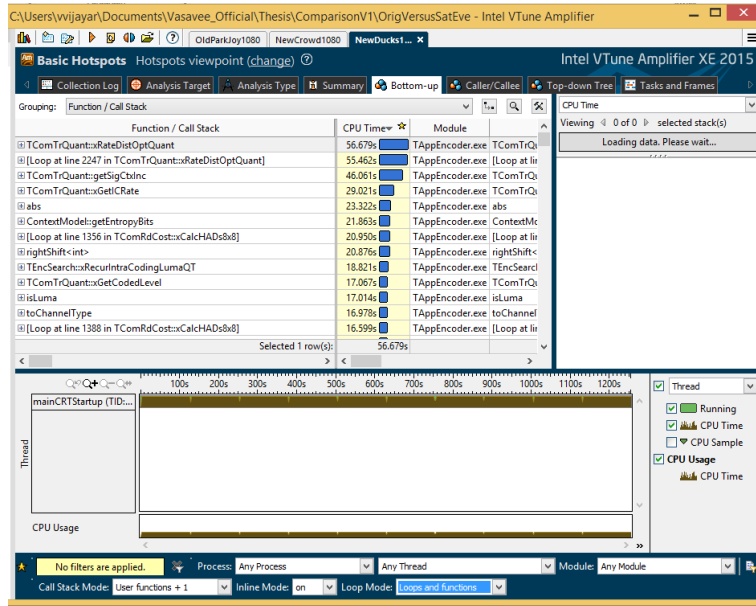 C:\Users\vvijayar\Documents\Vasavee_Official\Thesis\ComparisonV1\OrigVersusSatEve - Intel VTune Amplifier
OldParkJoy1080 NewCrowd1080 NewDucks1...
Basic Hotspots Hotspots viewpoint (change) Intel VTune Amplifier XE 2015
Collection Log Analysis Target Analysis Type Summary Bottom-up Caller/Callee Top-down Tree Tasks and Frames
Grouping: Function / Call Stack CPU Time
Viewing 0 of 0 selected stack(s)
Loading data. Please wait...
Function / Call Stack CPU Time Module
TComTrQuant::xRateDistOptQuant 56.679s TAppEncoder.exe TComTrQu
[Loop at line 2247 in TComTrQuant::xRateDistOptQuant] 55.462s TAppEncoder.exe [Loop at lin
TComTrQuant::getSigCtxInc 46.061s TAppEncoder.exe TComTrQu
TComTrQuant::xGetICRate 29.021s TAppEncoder.exe TComTrQu
abs 23.322s TAppEncoder.exe abs
ContextModel::getEntropyBits 21.863s TAppEncoder.exe ContextMo
[Loop at line 1356 in TComRdCost::xCalcHADs8x8] 20.950s TAppEncoder.exe [Loop at lin
rightShift<int> 20.876s TAppEncoder.exe rightShift<
TEncSearch::xRecurIntraCodingLumaQT 18.821s TAppEncoder.exe TEncSearcl
TComTrQuant::xGetCodedLevel 17.067s TAppEncoder.exe TComTrQu
isLuma 17.014s TAppEncoder.exe isLuma
toChannelType 16.978s TAppEncoder.exe toChannel
[Loop at line 1388 in TComRdCost::xCalcHADs8x8] 16.599s TAppEncoder.exe [Loop at lin
Selected 1 row(s): 56.679s
100s 200s 300s 400s 500s 600s 700s 800s 900s 1000s 1100s 1200s
Thread
mainCRTStartup (TID:...
Running
CPU Time
CPU Sample
CPU Usage
CPU Time
Thread
CPU Usage
No filters are applied. Process: Any Process Any Thread Module: Any Module
Call Stack Mode: User functions + 1 Inline Mode: on Loop Mode: Loops and functions